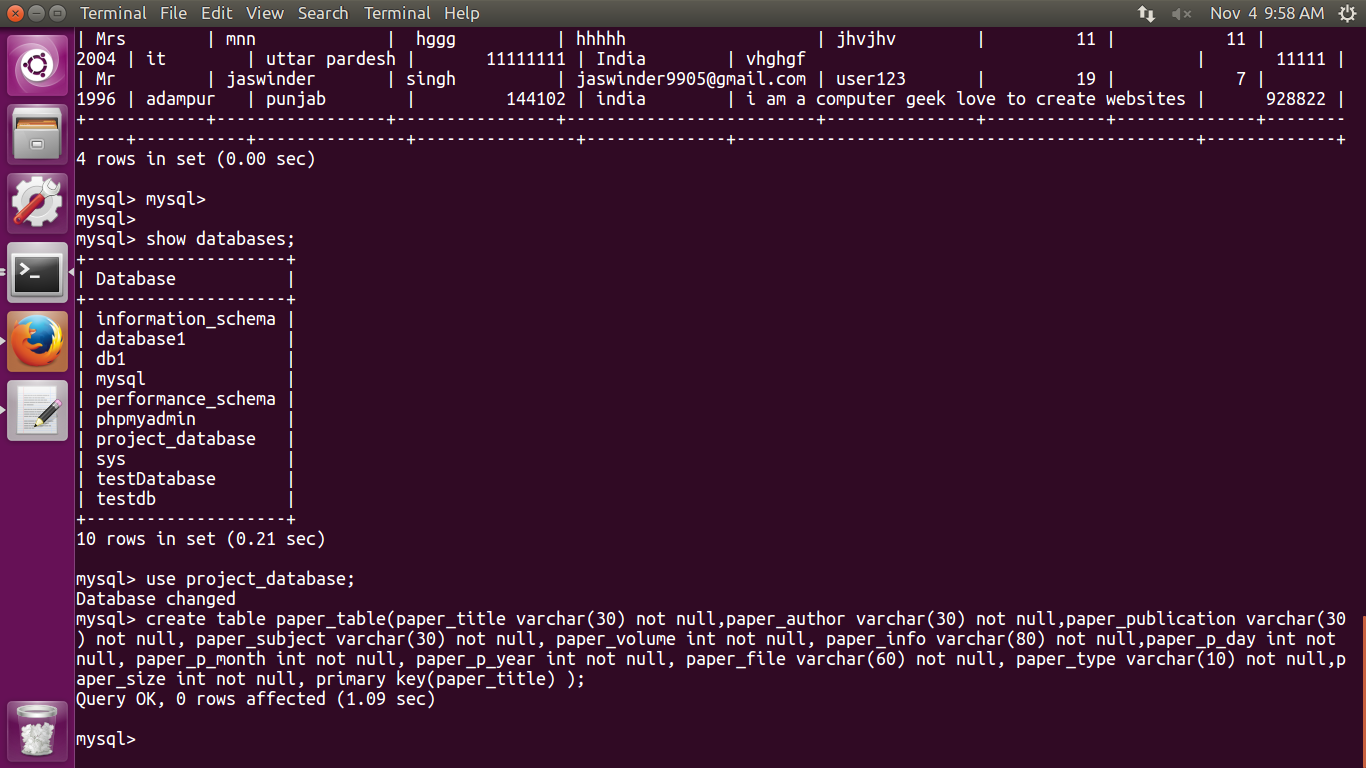 Terminal File Edit View Search Terminal Help Nov 4 9:58 AM
| Mrs | mnn | hggg | hhhhh | jhvjhv | 11 | 11 |
2004 | it | uttar pardesh | 11111111 | India | vhghgf | 11111 |
| Mr | jaswinder | singh | jaswinder9905@gmail.com | user123 | 19 | 7 |
1996 | adampur | punjab | 144102 | india | i am a computer geek love to create websites | 928822 |
+------------+-----------------+----------------+-------------------------+---------------+------------+--------------+--------
-----+-----------+---------------+----------------+--------------+----------------------------------------------+-------------+
4 rows in set (0.00 sec)
mysql> mysql>
mysql>
mysql> show databases;
+--------------------+
| Database |
+--------------------+
| information_schema |
| database1 |
| db1 |
| mysql |
| performance_schema |
| phpmyadmin |
| project_database |
| sys |
| testDatabase |
| testdb |
+--------------------+
10 rows in set (0.21 sec)
mysql> use project_database;
Database changed
mysql> create table paper_table(paper_title varchar(30) not null,paper_author varchar(30) not null,paper_publication varchar(30
) not null, paper_subject varchar(30) not null, paper_volume int not null, paper_info varchar(80) not null,paper_p_day int not
null, paper_p_month int not null, paper_p_year int not null, paper_file varchar(60) not null, paper_type varchar(10) not null,p
aper_size int not null, primary key(paper_title) );
Query OK, 0 rows affected (1.09 sec)
mysql>